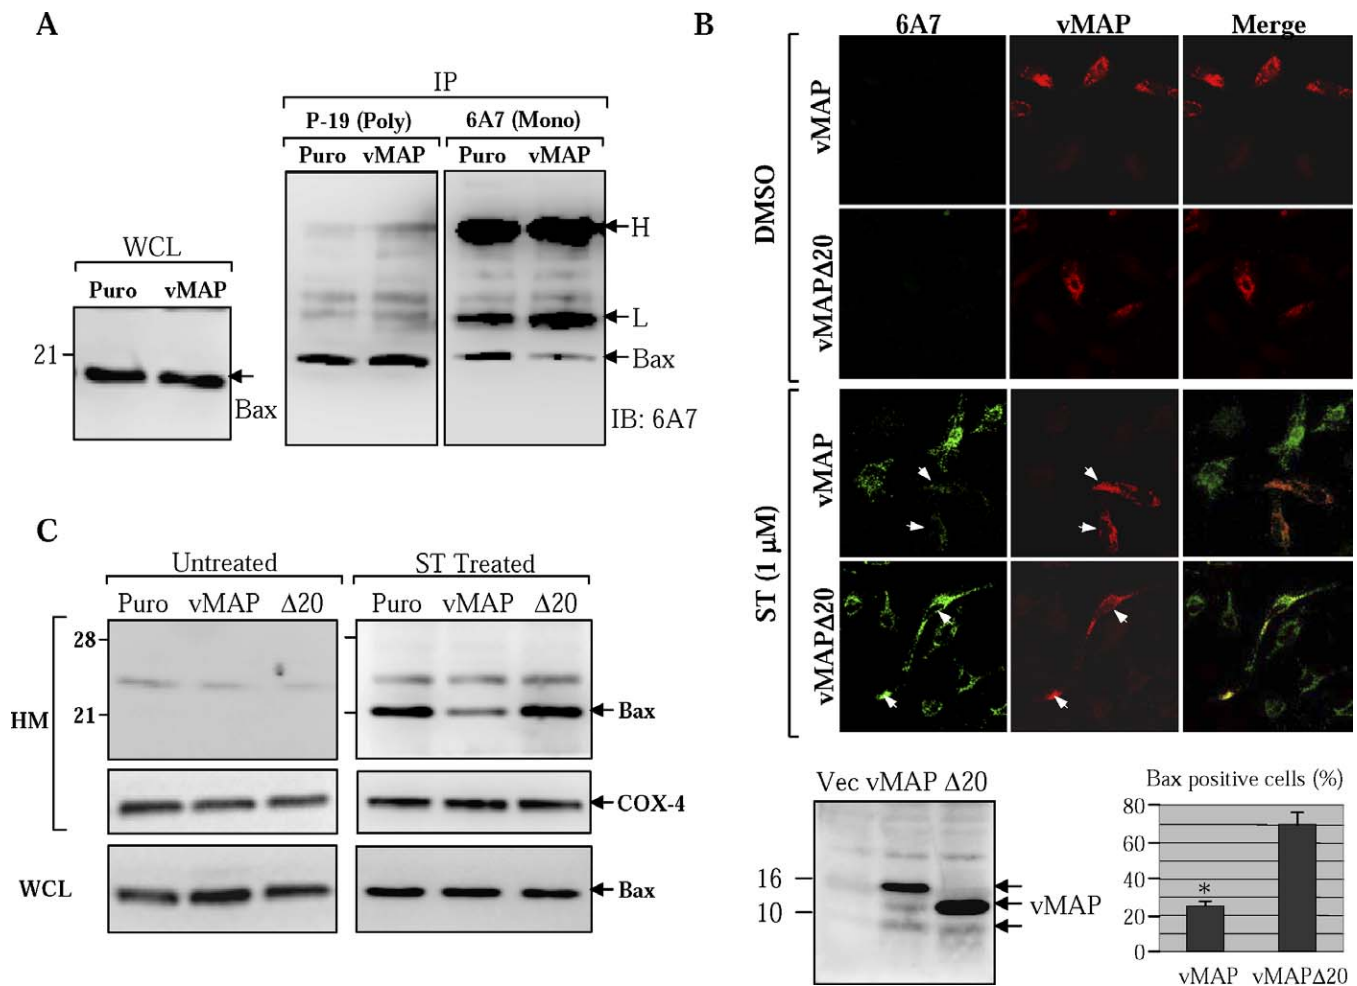 A
IP
P-19 (Poly) 6A7 (Mono)
Puro vMAP Puro vMAP
H
L
Bax
IB: 6A7
WCL
Puro vMAP
21
Bax
B
6A7 vMAP Merge
DMSO
vMAP
vMAPΔ20
ST (1 μM)
vMAP
vMAPΔ20
Vec vMAP Δ20
16
10
vMAP
Bax positive cells (%)
80
60
40
20
0
*
vMAP vMAPΔ20
C
Untreated ST Treated
Puro vMAP Δ20 Puro vMAP Δ20
28
21
HM
Bax
COX-4
WCL
Bax